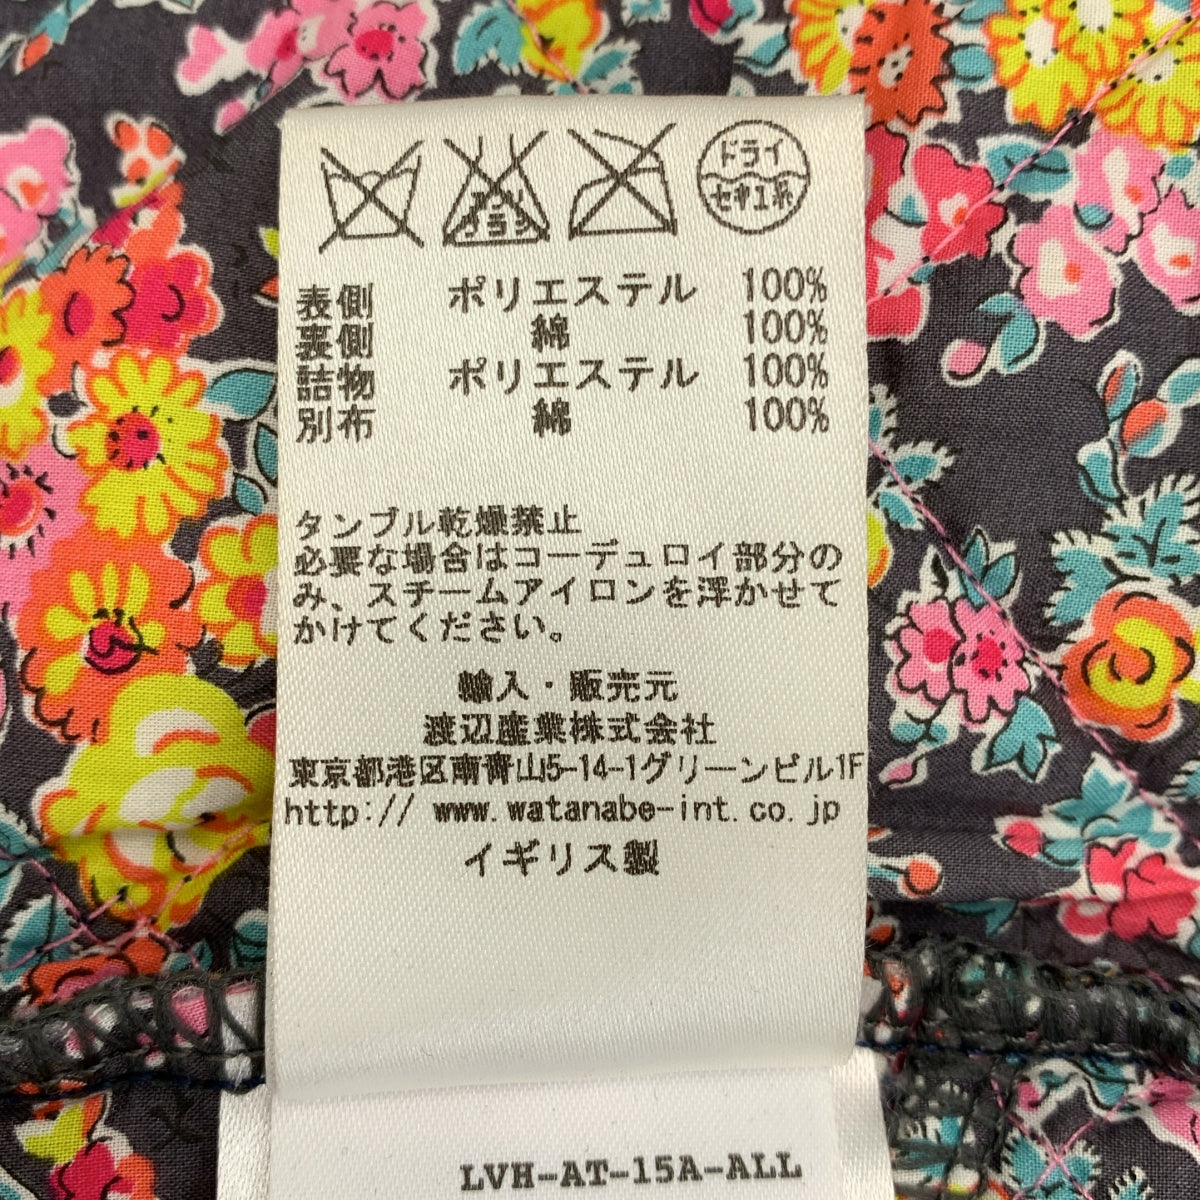 ドライ
セキユ系
エンソ
サラシ
表側 ポリエステル 100%
裏側 綿 100%
詰物 ポリエステル 100%
別布 綿 100%
タンブル乾燥禁止
必要な場合はコーデュロイ部分の
み、スチームアイロンを浮かせて
かけてください。
輸入・販売元
渡辺産業株式会社
東京都港区南青山5-14-1グリーンビル1F
http:// www.watanabe-int.co.jp
イギリス製
LVH-AT-15A-ALL